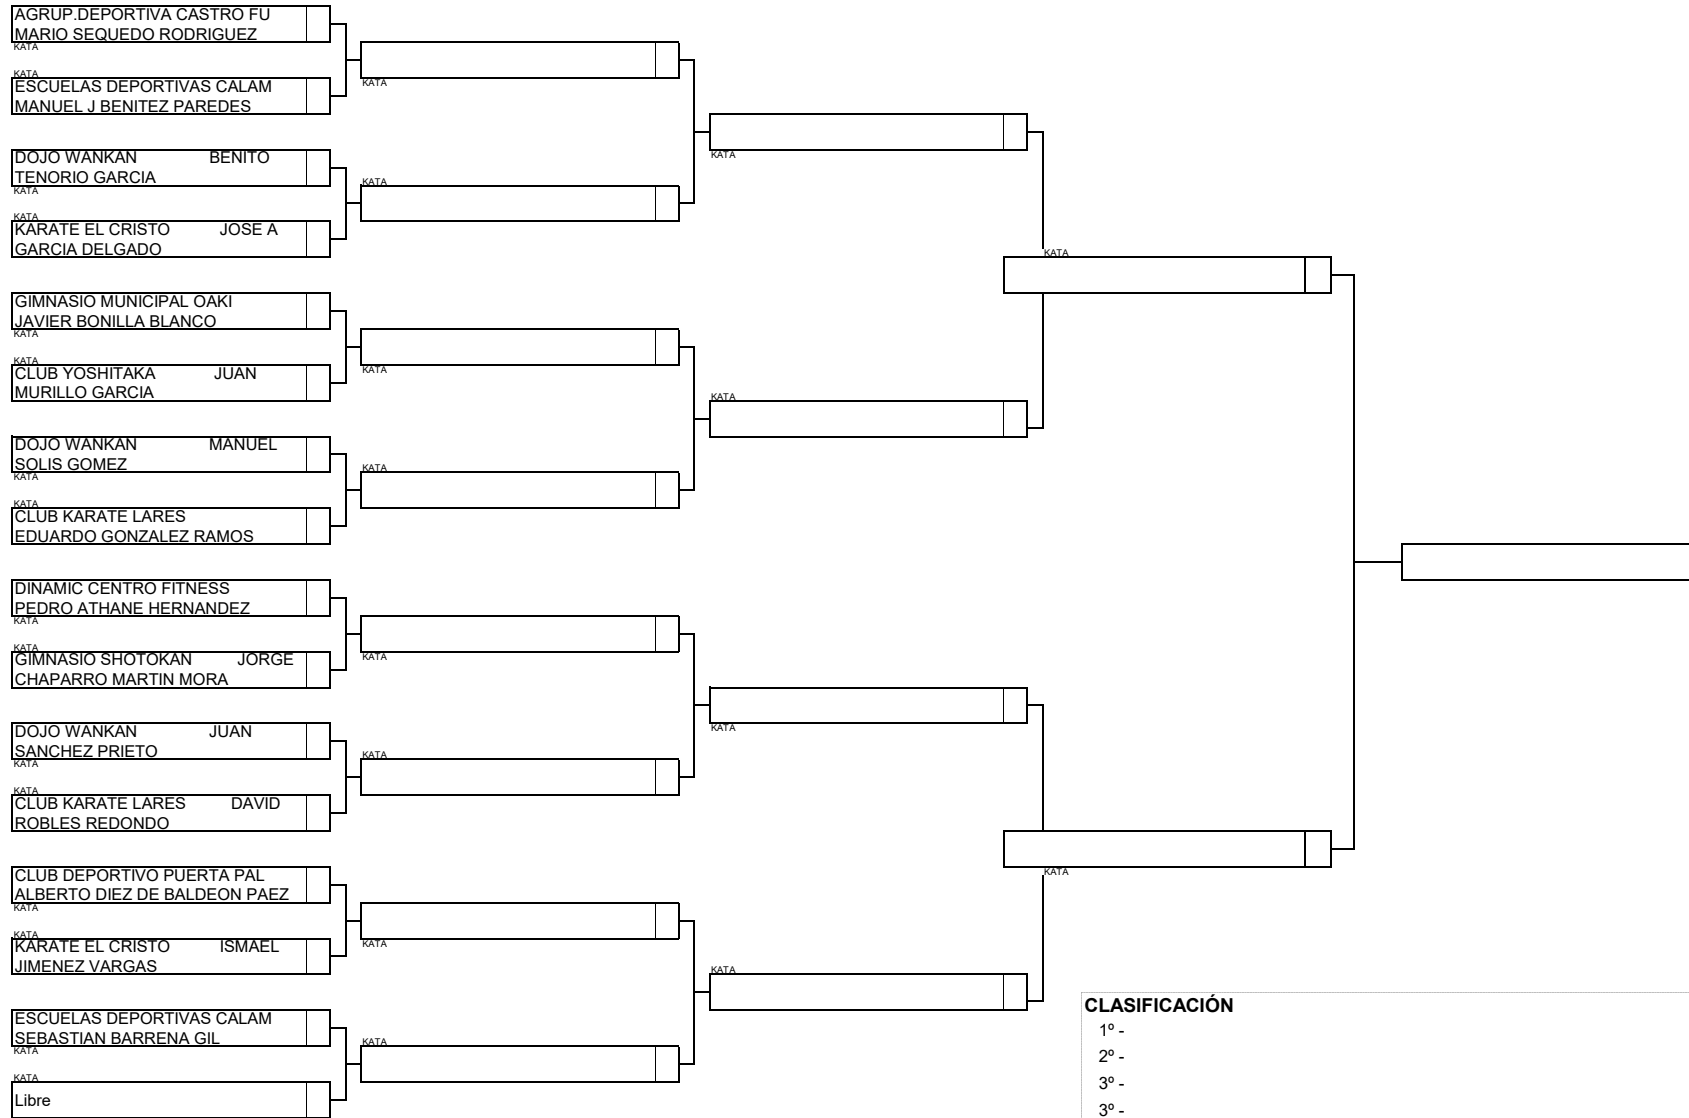 AGRUP.DEPORTIVA CASTRO FU
MARIO SEQUEDO RODRIGUEZ
KATA
KATA
ESCUELAS DEPORTIVAS CALAM
MANUEL J BENITEZ PAREDES
DOJO WANKAN BENITO
TENORIO GARCIA
KATA
KATA
KARATE EL CRISTO JOSE A
GARCIA DELGADO
GIMNASIO MUNICIPAL OAKI
JAVIER BONILLA BLANCO
KATA
KATA
CLUB YOSHITAKA JUAN
MURILLO GARCIA
DOJO WANKAN MANUEL
SOLIS GOMEZ
KATA
KATA
CLUB KARATE LARES
EDUARDO GONZALEZ RAMOS
DINAMIC CENTRO FITNESS
PEDRO ATHANE HERNANDEZ
KATA
KATA
GIMNASIO SHOTOKAN JORGE
CHAPARRO MARTIN MORA
DOJO WANKAN JUAN
SANCHEZ PRIETO
KATA
KATA
CLUB KARATE LARES DAVID
ROBLES REDONDO
CLUB DEPORTIVO PUERTA PAL
ALBERTO DIEZ DE BALDEON PAEZ
KATA
KATA
KARATE EL CRISTO ISMAEL
JIMENEZ VARGAS
ESCUELAS DEPORTIVAS CALAM
SEBASTIAN BARRENA GIL
KATA
KATA
Libre
KATA
KATA
KATA
KATA
KATA
KATA
KATA
KATA
KATA
KATA
KATA
KATA
KATA
KATA
CLASIFICACIÓN
1º -
2º -
3º -
3º -